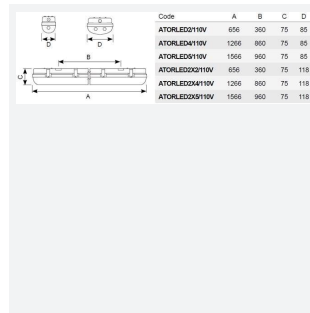 D D
B
C
A
Code A B C D
ATORLED2/110V 656 360 75 85
ATORLED4/110V 1266 860 75 85
ATORLED5/110V 1566 960 75 85
ATORLED2X2/110V 656 360 75 118
ATORLED2X4/110V 1266 860 75 118
ATORLED2X5/110V 1566 960 75 118